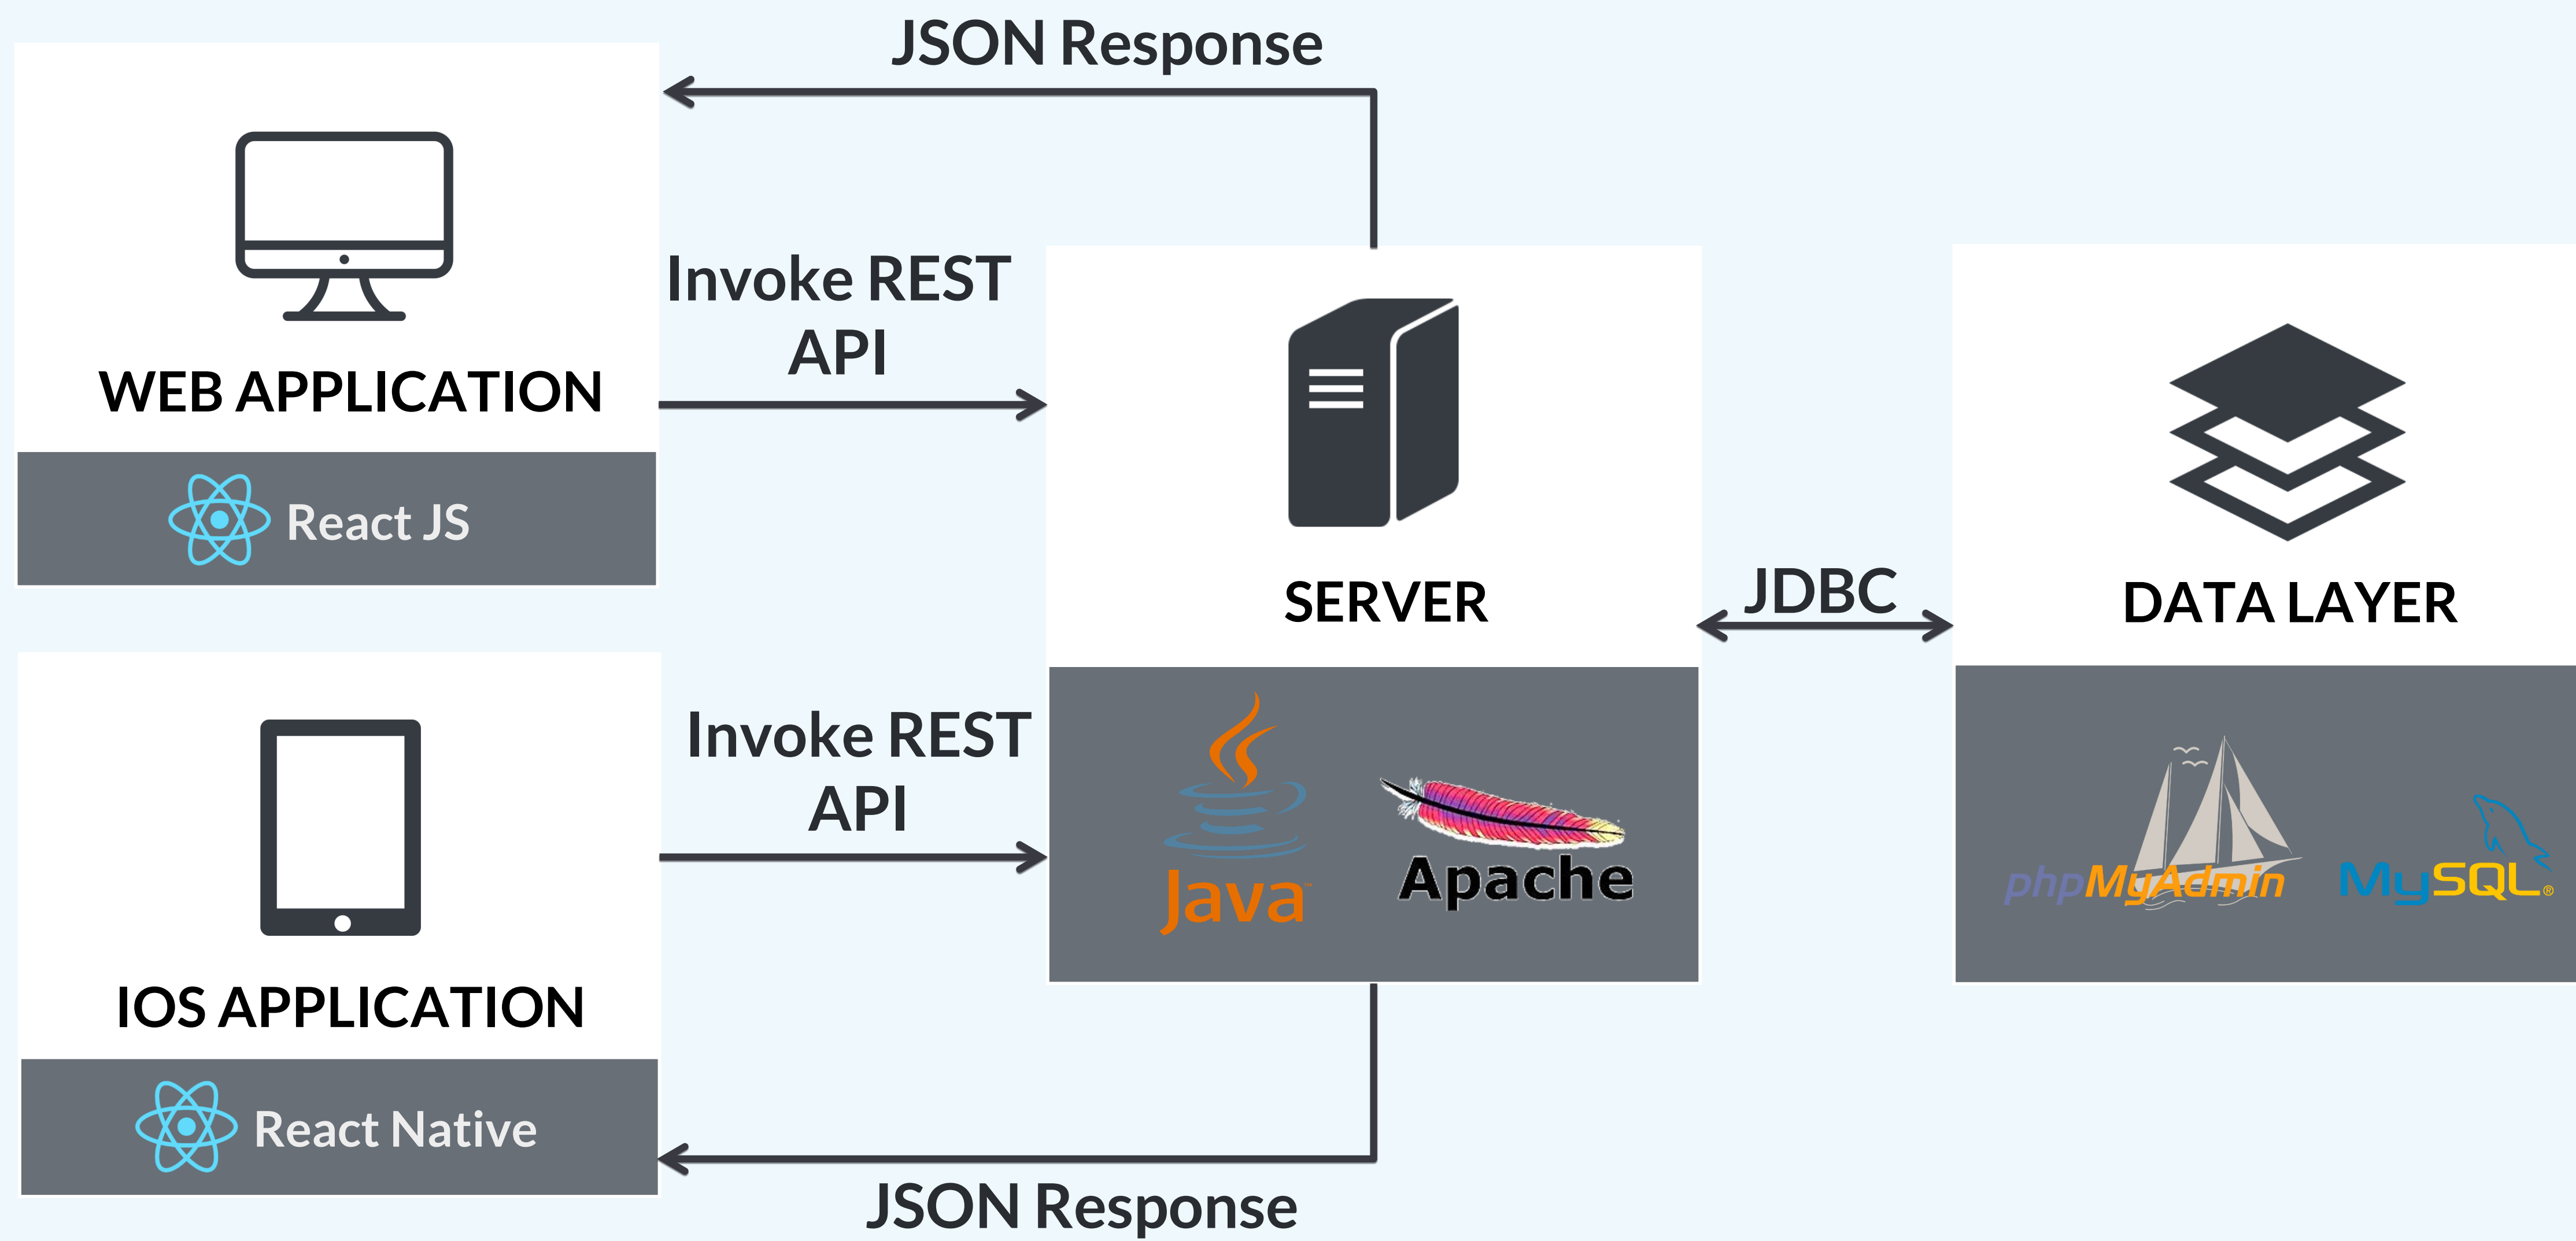 JSON Response
Invoke REST
API
WEB APPLICATION
React JS
SERVER
Java
Apache
JDBC
DATA LAYER
phpMyAdmin
MySQL®
Invoke REST
API
IOS APPLICATION
React Native
JSON Response